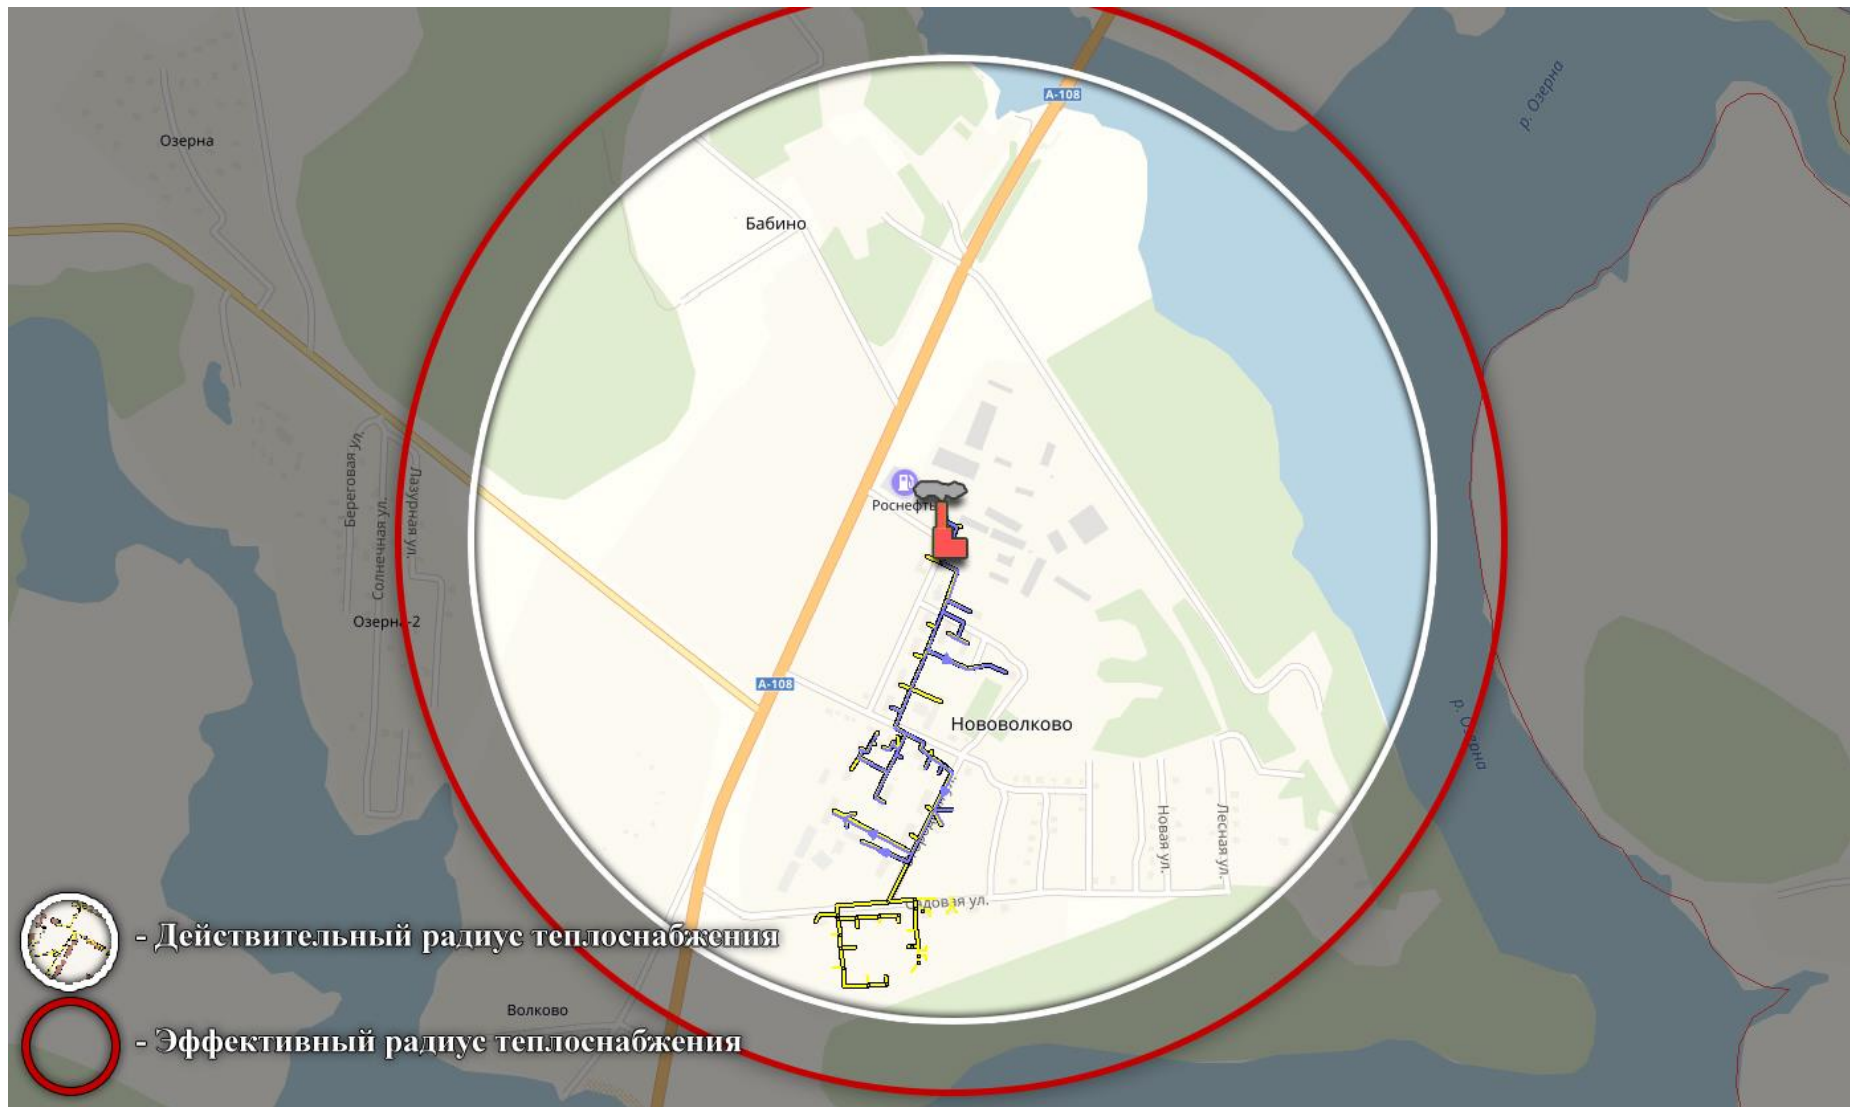 А-108
р. Озерна
Озерна
Бабино
Роснефть
Береговая ул.
Солнечная ул.
Лазурная ул.
Озерна-2
А-108
Нововолково
р. Озерна
Новая ул.
Лесная ул.
Садовая ул.
- Действительный радиус теплоснабжения
Волково
- Эффективный радиус теплоснабжения